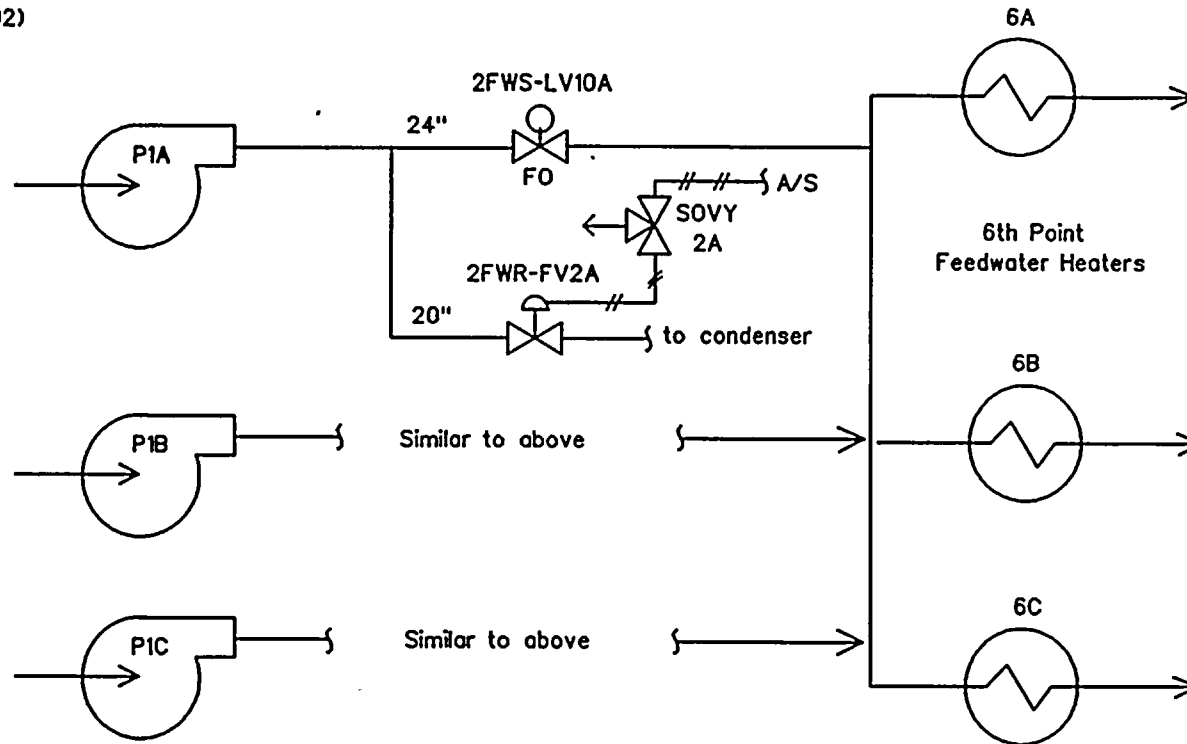 2)
6A
2FWS-LV10A
24"
P1A
FO
A/S
SOVY
2A
6th Point
Feedwater Heaters
2FWR-FV2A
20"
to condenser
6B
P1B
Similar to above
6C
P1C
Similar to above